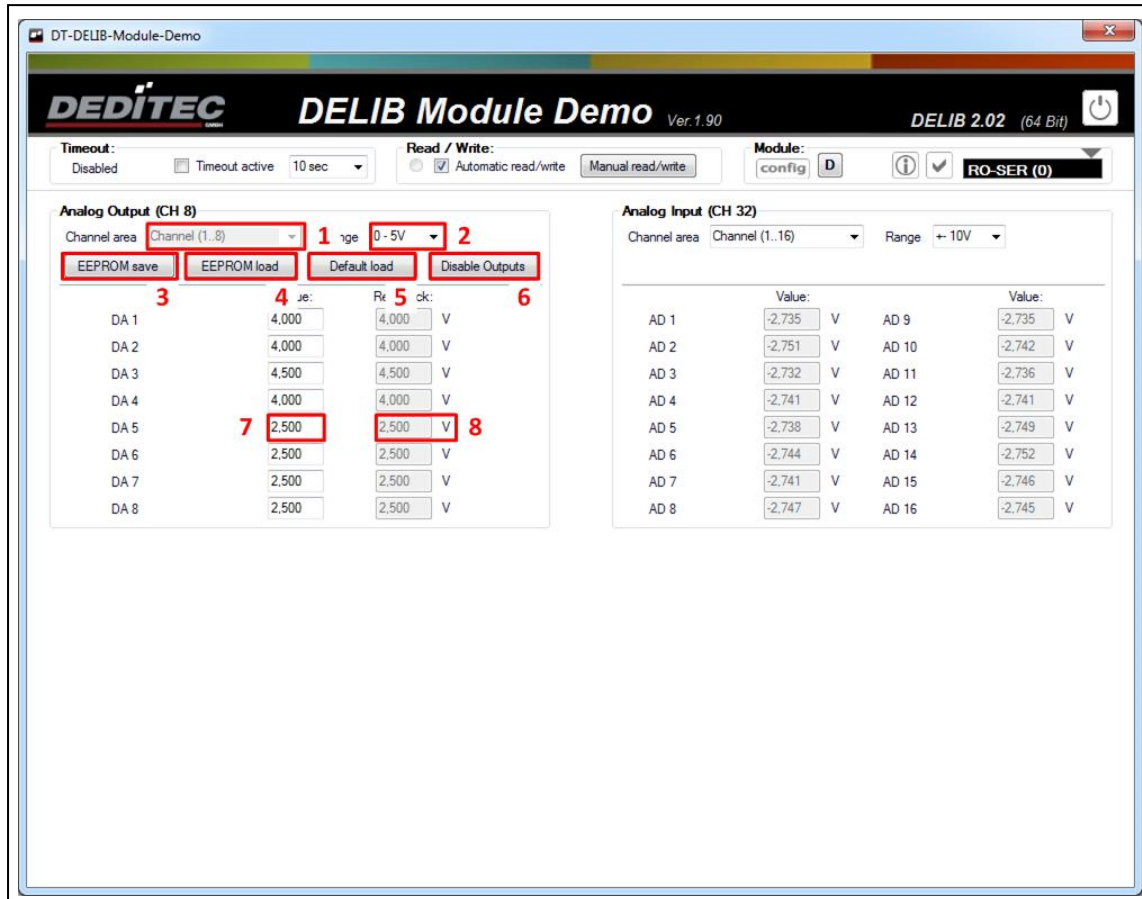 DT-DELIB-Module-Demo
DEDITEC
GMBH
DELIB Module Demo Ver. 1.90
DELIB 2.02 (64 Bit)
Timeout:
Disabled Timeout active 10 sec
Read / Write:
Automatic read/write Manual read/write
Module:
config D
RO-SER (0)
Analog Output (CH 8)
Channel area Channel (1..8) 1 nge 0 - 5V 2
EEPROM save EEPROM load Default load Disable Outputs
3 4 ue: Re 5 ck: 6
DA 1 4,000 4,000 V
DA 2 4,000 4,000 V
DA 3 4,500 4,500 V
DA 4 4,000 4,000 V
DA 5 7 2,500 2,500 V 8
DA 6 2,500 2,500 V
DA 7 2,500 2,500 V
DA 8 2,500 2,500 V
Analog Input (CH 32)
Channel area Channel (1..16) Range +- 10V
Value: Value:
AD 1 -2,735 V AD 9 -2,735 V
AD 2 -2,751 V AD 10 -2,742 V
AD 3 -2,732 V AD 11 -2,736 V
AD 4 -2,741 V AD 12 -2,741 V
AD 5 -2,738 V AD 13 -2,749 V
AD 6 -2,744 V AD 14 -2,752 V
AD 7 -2,741 V AD 15 -2,746 V
AD 8 -2,747 V AD 16 -2,745 V